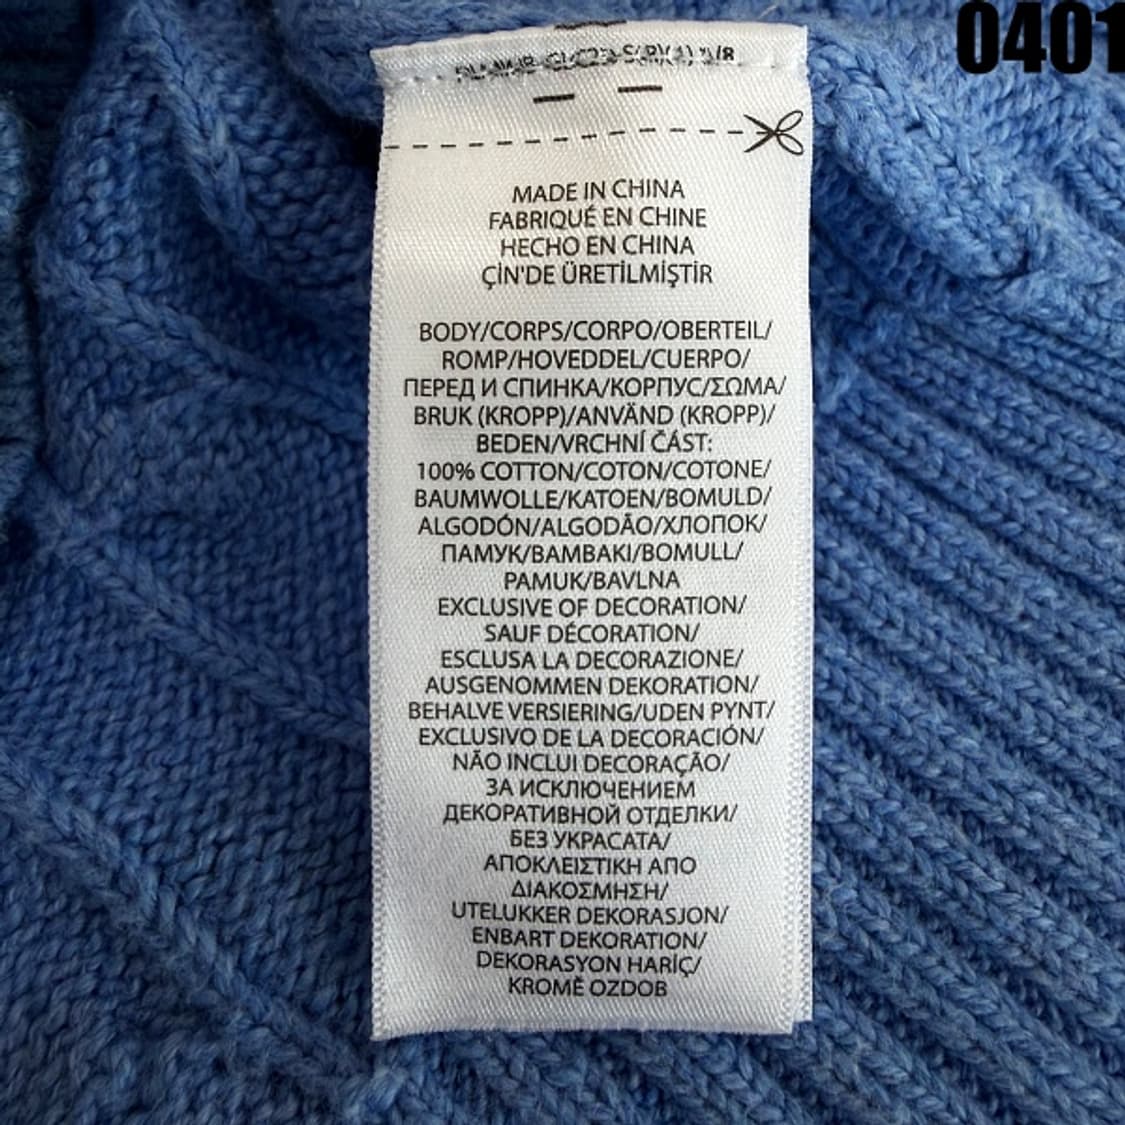 0401
MADE IN CHINA
FABRIQUÉ EN CHINE
HECHO EN CHINA
ÇİN'DE ÜRETİLMİŞTİR
BODY/CORPS/CORPO/OBERTEIL/
ROMP/HOVEDDEL/CUERPO/
ПЕРЕД И СПИНКА/КОРПУС/ΣΩΜΑ/
BRUK (KROPP)/ANVÄND (KROPP)/
BEDEN/VRCHNÍ ČÁST:
100% COTTON/COTON/COTONE/
BAUMWOLLE/KATOEN/BOMULD/
ALGODÓN/ALGODÃO/ХЛОПОК/
ПАМУК/ΒΑΜΒΑΚΙ/BOMULL/
PAMUK/BAVLNA
EXCLUSIVE OF DECORATION/
SAUF DÉCORATION/
ESCLUSA LA DECORAZIONE/
AUSGENOMMEN DEKORATION/
BEHALVE VERSIERING/UDEN PYNT/
EXCLUSIVO DE LA DECORACIÓN/
NÃO INCLUI DECORAÇÃO/
ЗА ИСКЛЮЧЕНИЕМ
ДЕКОРАТИВНОЙ ОТДЕЛКИ/
БЕЗ УКРАСАТА/
ΑΠΟΚΛΕΙΣΤΙΚΗ ΑΠΟ
ΔΙΑΚΟΣΜΗΣΗ/
UTELUKKER DEKORASJON/
ENBART DEKORATION/
DEKORASYON HARİÇ/
KROMĚ OZDOB